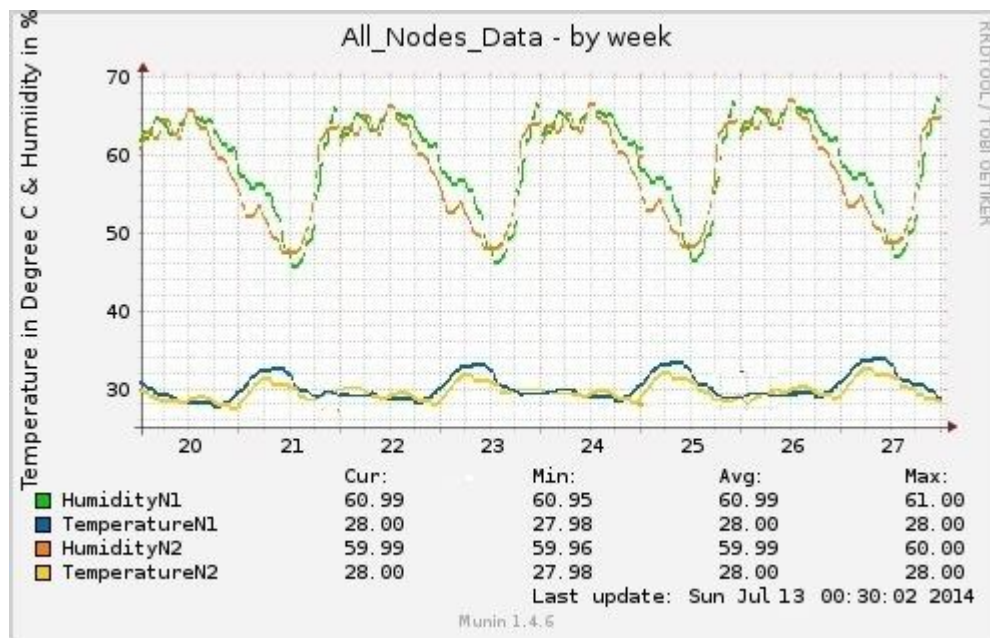 All_Nodes_Data - by week
Temperature in Degree C & Humiidity in %
RRDTOOL / TOBI OETIKER
70
60
50
40
30
20 21 22 23 24 25 26 27
Cur: Min: Avg: Max:
HumidityN1 60.99 60.95 60.99 61.00
TemperatureN1 28.00 27.98 28.00 28.00
HumidityN2 59.99 59.96 59.99 60.00
TemperatureN2 28.00 27.98 28.00 28.00
Last update: Sun Jul 13 00:30:02 2014
Munin 1.4.6